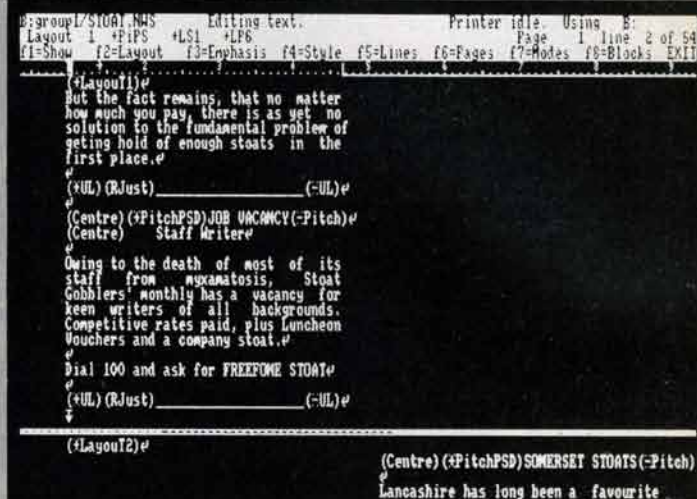 B:group1/STOAT.NWS Editing text. Printer idle. Using B:
Layout 1 +PiPS +LS1 +LP6 Page 1 line 2 of 54
f1=Show f2=Layout f3=Emphasis f4=Style f5=Lines f6=Pages f7=Modes f8=Blocks EXIT
(+LayouT1)
But the fact remains, that no matter
how much you pay, there is as yet no
solution to the fundamental problem of
geting hold of enough stoats in the
first place.
(+UL)(RJust)____________________(-UL)
(Centre)(+PitchPSD)JOB VACANCY(-Pitch)
(Centre) Staff Writer
Owing to the death of most of its
staff from myxamatosis, Stoat
Gobblers' monthly has a vacancy for
keen writers of all backgrounds.
Competitive rates paid, plus Luncheon
Vouchers and a company stoat.
Dial 100 and ask for FREEFONE STOAT
(+UL)(RJust)____________________(-UL)
(+LayouT2)
(Centre)(+PitchPSD)SOMERSET STOATS(-Pitch)
Lancashire has long been a favourite